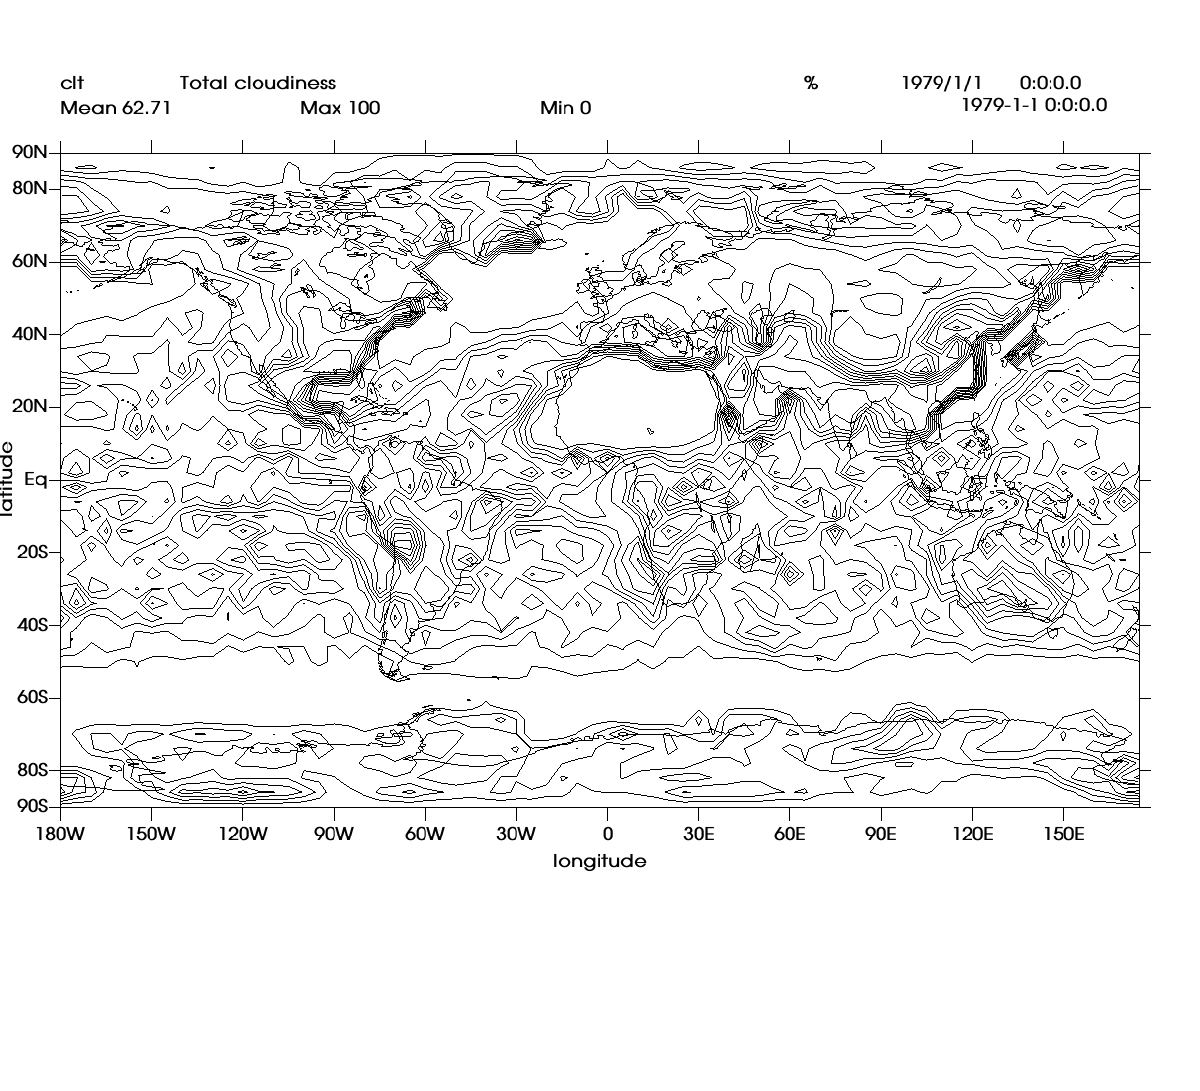 clt Total cloudiness % 1979/1/1 0:0:0.0
Mean 62.71 Max 100 Min 0 1979-1-1 0:0:0.0
90N
80N
60N
40N
20N
Eq
20S
40S
60S
80S
90S
latitude
180W 150W 120W 90W 60W 30W 0 30E 60E 90E 120E 150E
longitude